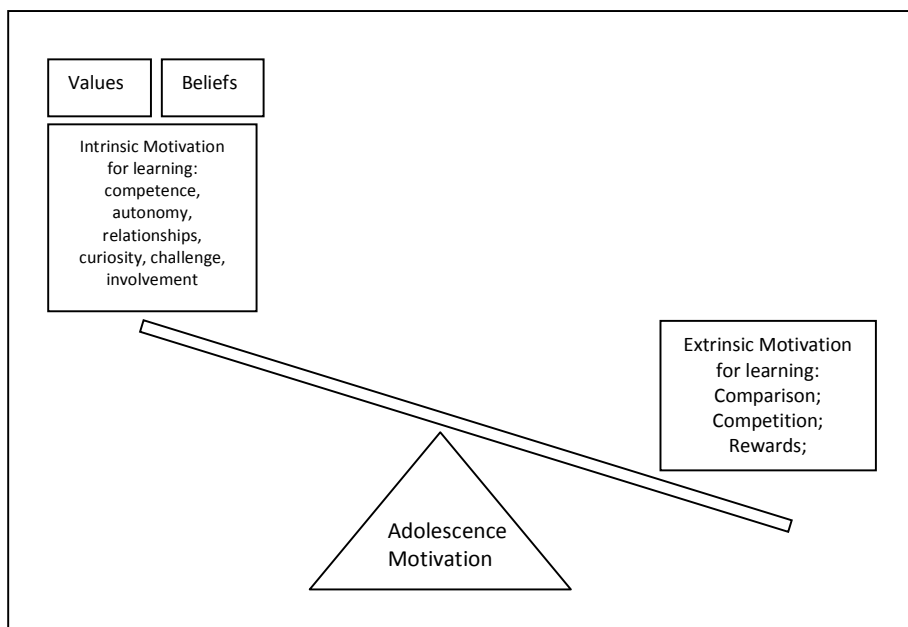 Values
Beliefs
Intrinsic Motivation
for learning:
competence,
autonomy,
relationships,
curiosity, challenge,
involvement
Extrinsic Motivation
for learning:
Comparison;
Competition;
Rewards;
Adolescence
Motivation